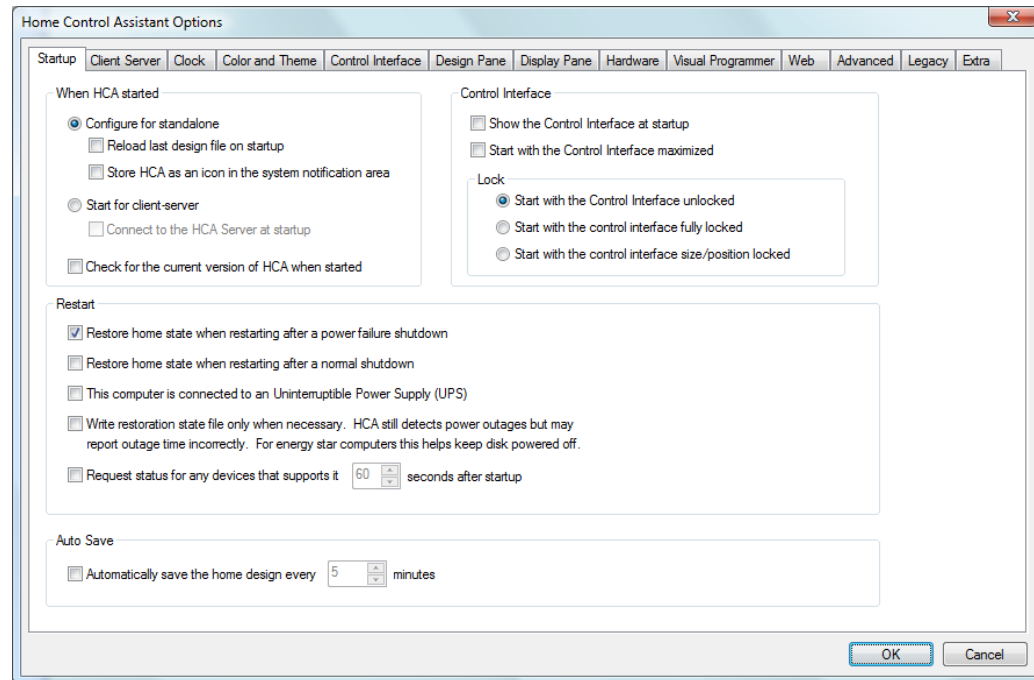 Home Control Assistant Options
Startup Client Server Clock Color and Theme Control Interface Design Pane Display Pane Hardware Visual Programmer Web Advanced Legacy Extra
When HCA started
Configure for standalone
Reload last design file on startup
Store HCA as an icon in the system notification area
Start for client-server
Connect to the HCA Server at startup
Check for the current version of HCA when started
Control Interface
Show the Control Interface at startup
Start with the Control Interface maximized
Lock
Start with the Control Interface unlocked
Start with the control interface fully locked
Start with the control interface size/position locked
Restart
Restore home state when restarting after a power failure shutdown
Restore home state when restarting after a normal shutdown
This computer is connected to an Uninterruptible Power Supply (UPS)
Write restoration state file only when necessary. HCA still detects power outages but may
report outage time incorrectly. For energy star computers this helps keep disk powered off.
Request status for any devices that supports it 60 seconds after startup
Auto Save
Automatically save the home design every 5 minutes
OK Cancel